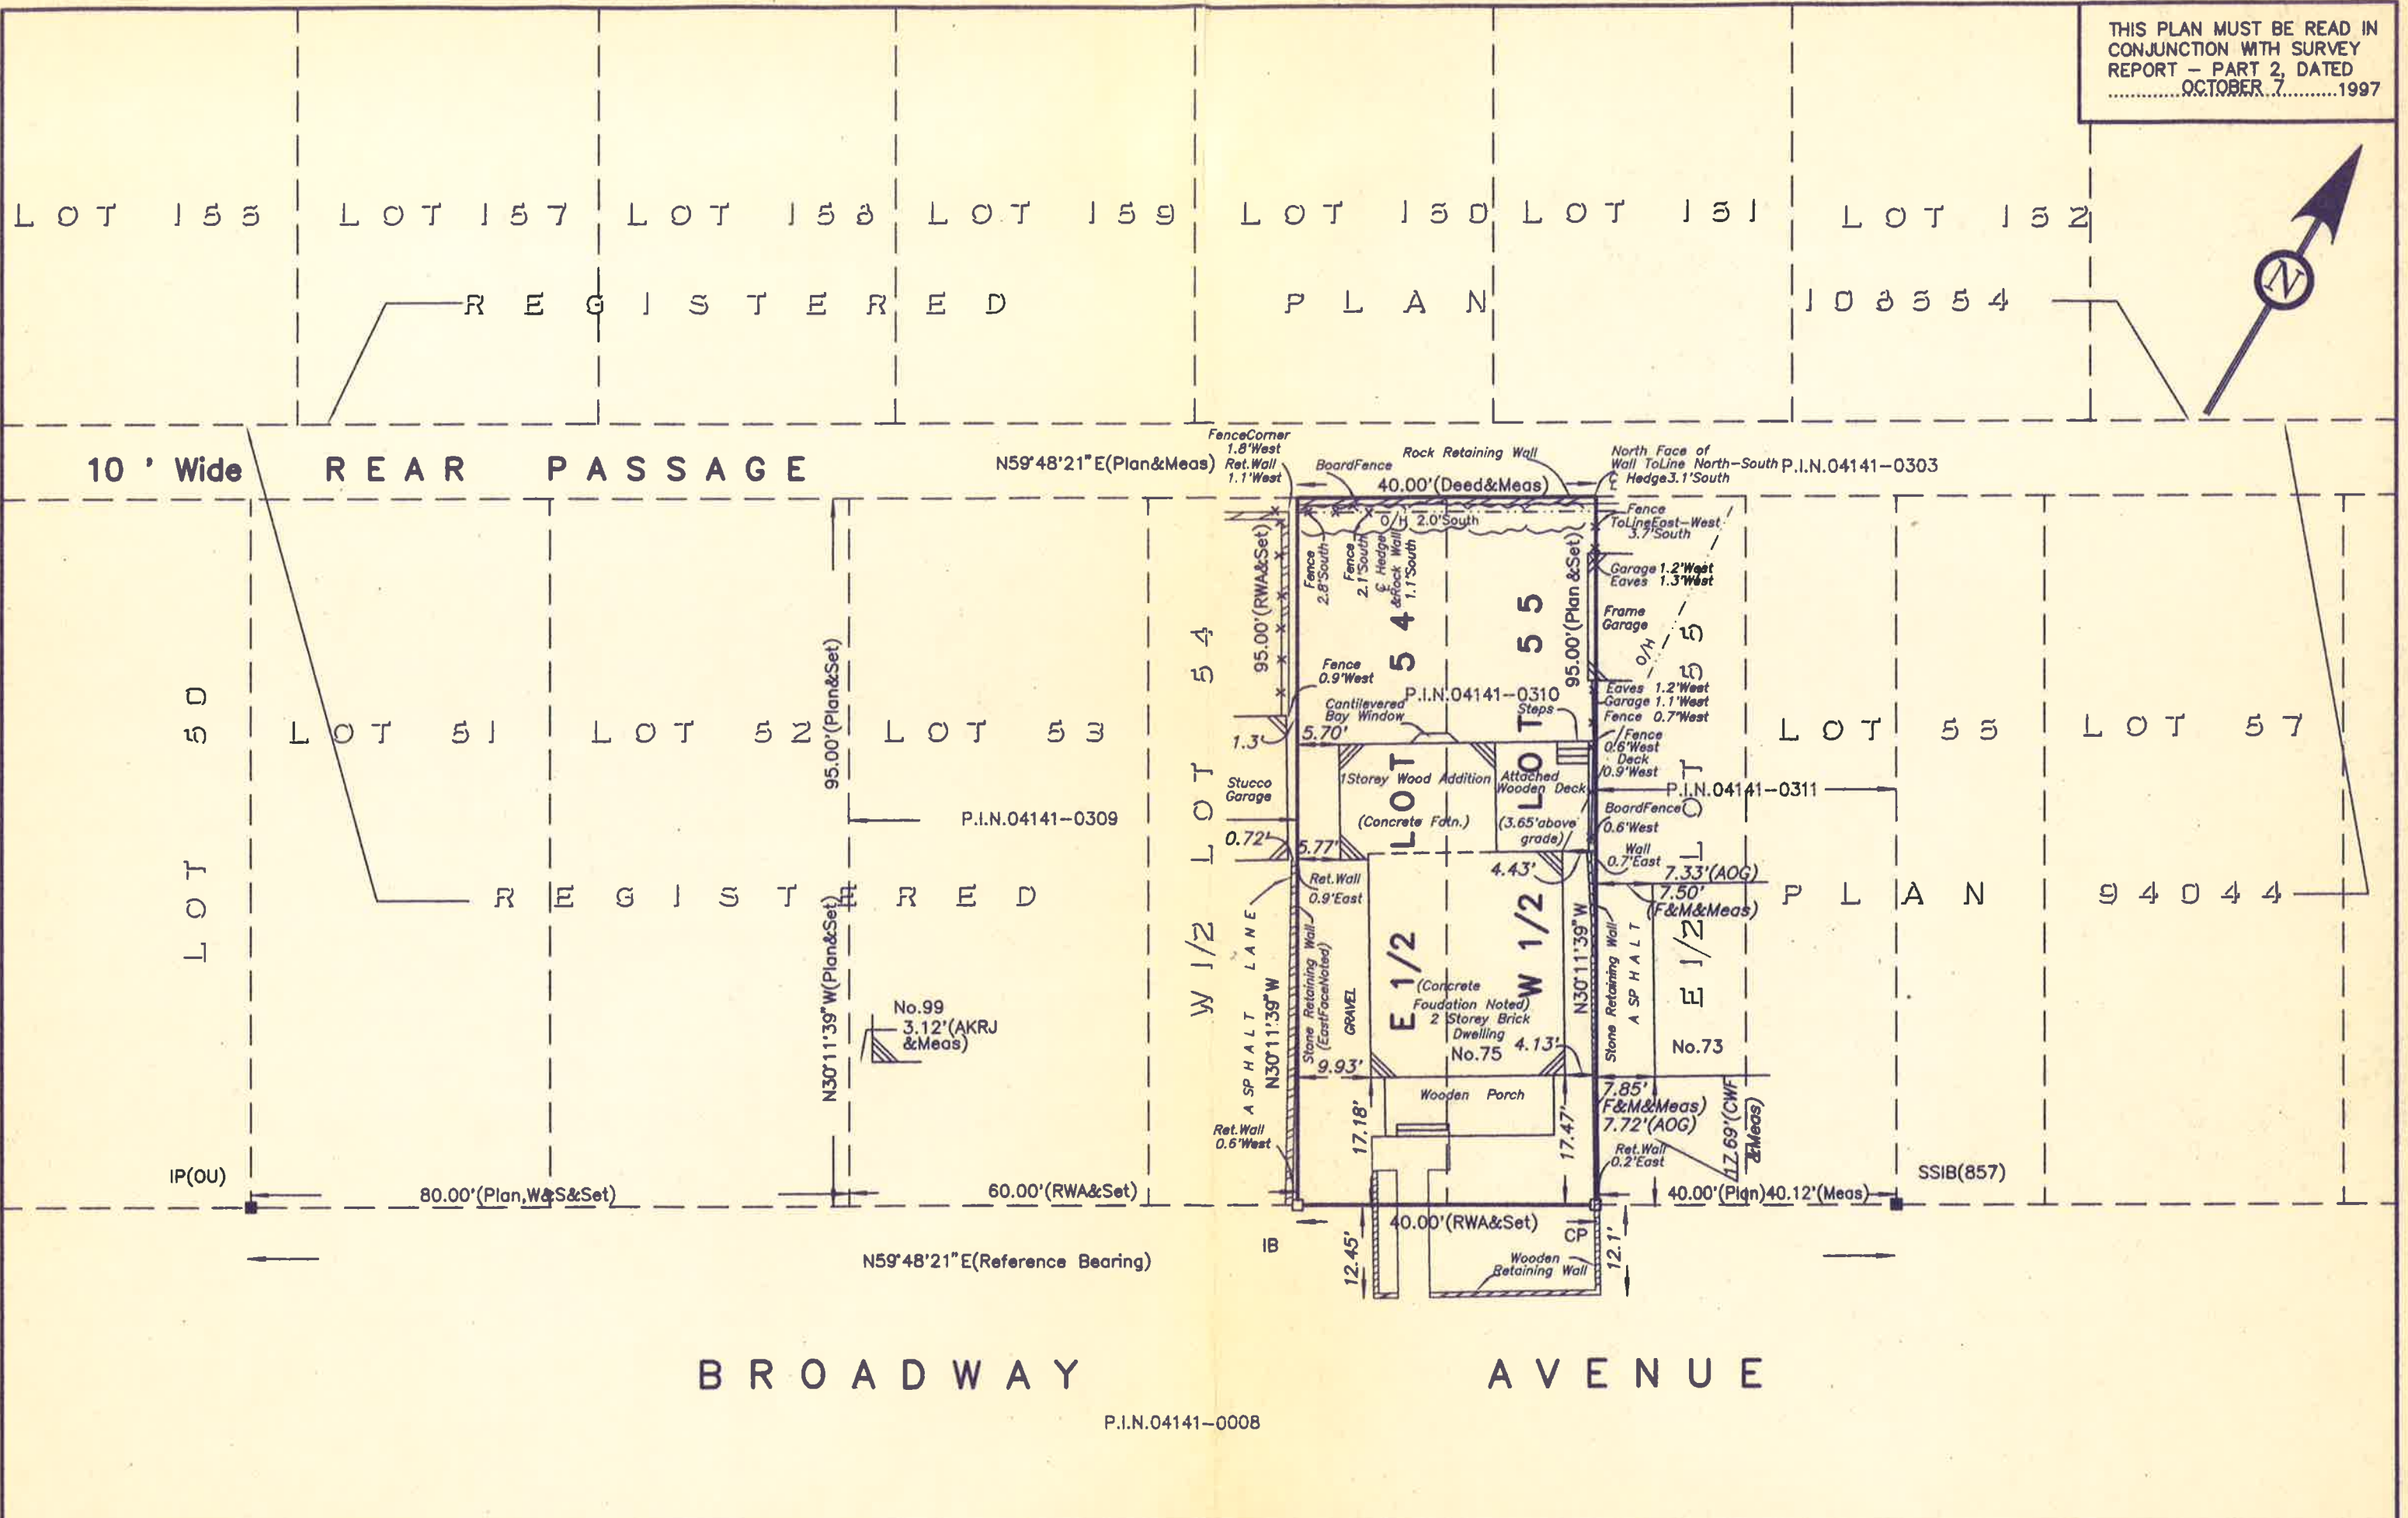 THIS PLAN MUST BE READ IN
CONJUNCTION WITH SURVEY
REPORT – PART 2, DATED
OCTOBER 7 1997
N
LOT 157
LOT 158
LOT 159
LOT 151
LOT 152
REGISTERED PLAN
10 ' Wide REAR PASSAGE
N59°48'21"E(Plan&Meas)
FenceCorner
1.8'West
Ret.Wall
1.1'West
BoardFence
Rock Retaining Wall
40.00'(Deed&Meas)
North Face of
Wall ToLine North-South
℄ Hedge3.1'South
P.I.N.04141-0303
O/H 2.0'South
Fence
ToLineEast-West
3.7'South
Fence
2.8'South
Fence
2.1'South
℄ Hedge
&Rock Wall
1.1'South
95.00'(RWA&Set)
95.00'(Plan &Set)
Garage 1.2'West
Eaves 1.3'West
Frame
Garage
O/H
Fence
0.9'West
P.I.N.04141-0310
Cantilevered
Bay Window
Steps
Eaves 1.2'West
Garage 1.1'West
Fence 0.7'West
Fence
0.6'West
Deck
0.9'West
1.3'
5.70'
Stucco
Garage
1Storey Wood Addition
(Concrete Fdtn.)
Attached
Wooden Deck
(3.65'above
grade)
P.I.N.04141-0311
BoardFence
0.6'West
Wall
0.7'East
0.72'
5.77'
4.43'
7.33'(AOG)
7.50'
(F&M&Meas)
Ret.Wall
0.9'East
LOT 50
LOT 51
LOT 52
LOT 53
W 1/2 LOT 54
E 1/2 LOT 54
W 1/2 LOT 55
E 1/2 LOT 55
LOT 57
95.00'(Plan&Set)
P.I.N.04141-0309
REGISTERED PLAN 94044
N30°11'39"W(Plan&Set)
No.99
3.12'(AKRJ
&Meas)
ASPHALT LANE
N30°11'39"W
Stone Retaining Wall
(EastFaceNoted)
GRAVEL
(Concrete
Foudation Noted)
2 Storey Brick
Dwelling
No.75
4.13'
N30°11'39"W
Stone Retaining Wall
ASPHALT
No.73
9.93'
Wooden Porch
17.18'
17.47'
7.85'
F&M&Meas)
7.72'(AOG)
17.69'(CWF
&Meas)
Ret.Wall
0.6'West
Ret.Wall
0.2'East
IP(OU)
80.00'(Plan,W&S&Set)
60.00'(RWA&Set)
40.00'(RWA&Set)
40.00'(Plan)40.12'(Meas)
SSIB(857)
IB
CP
12.45'
12.1'
Wooden
Retaining Wall
N59°48'21"E(Reference Bearing)
BROADWAY AVENUE
P.I.N.04141-0008